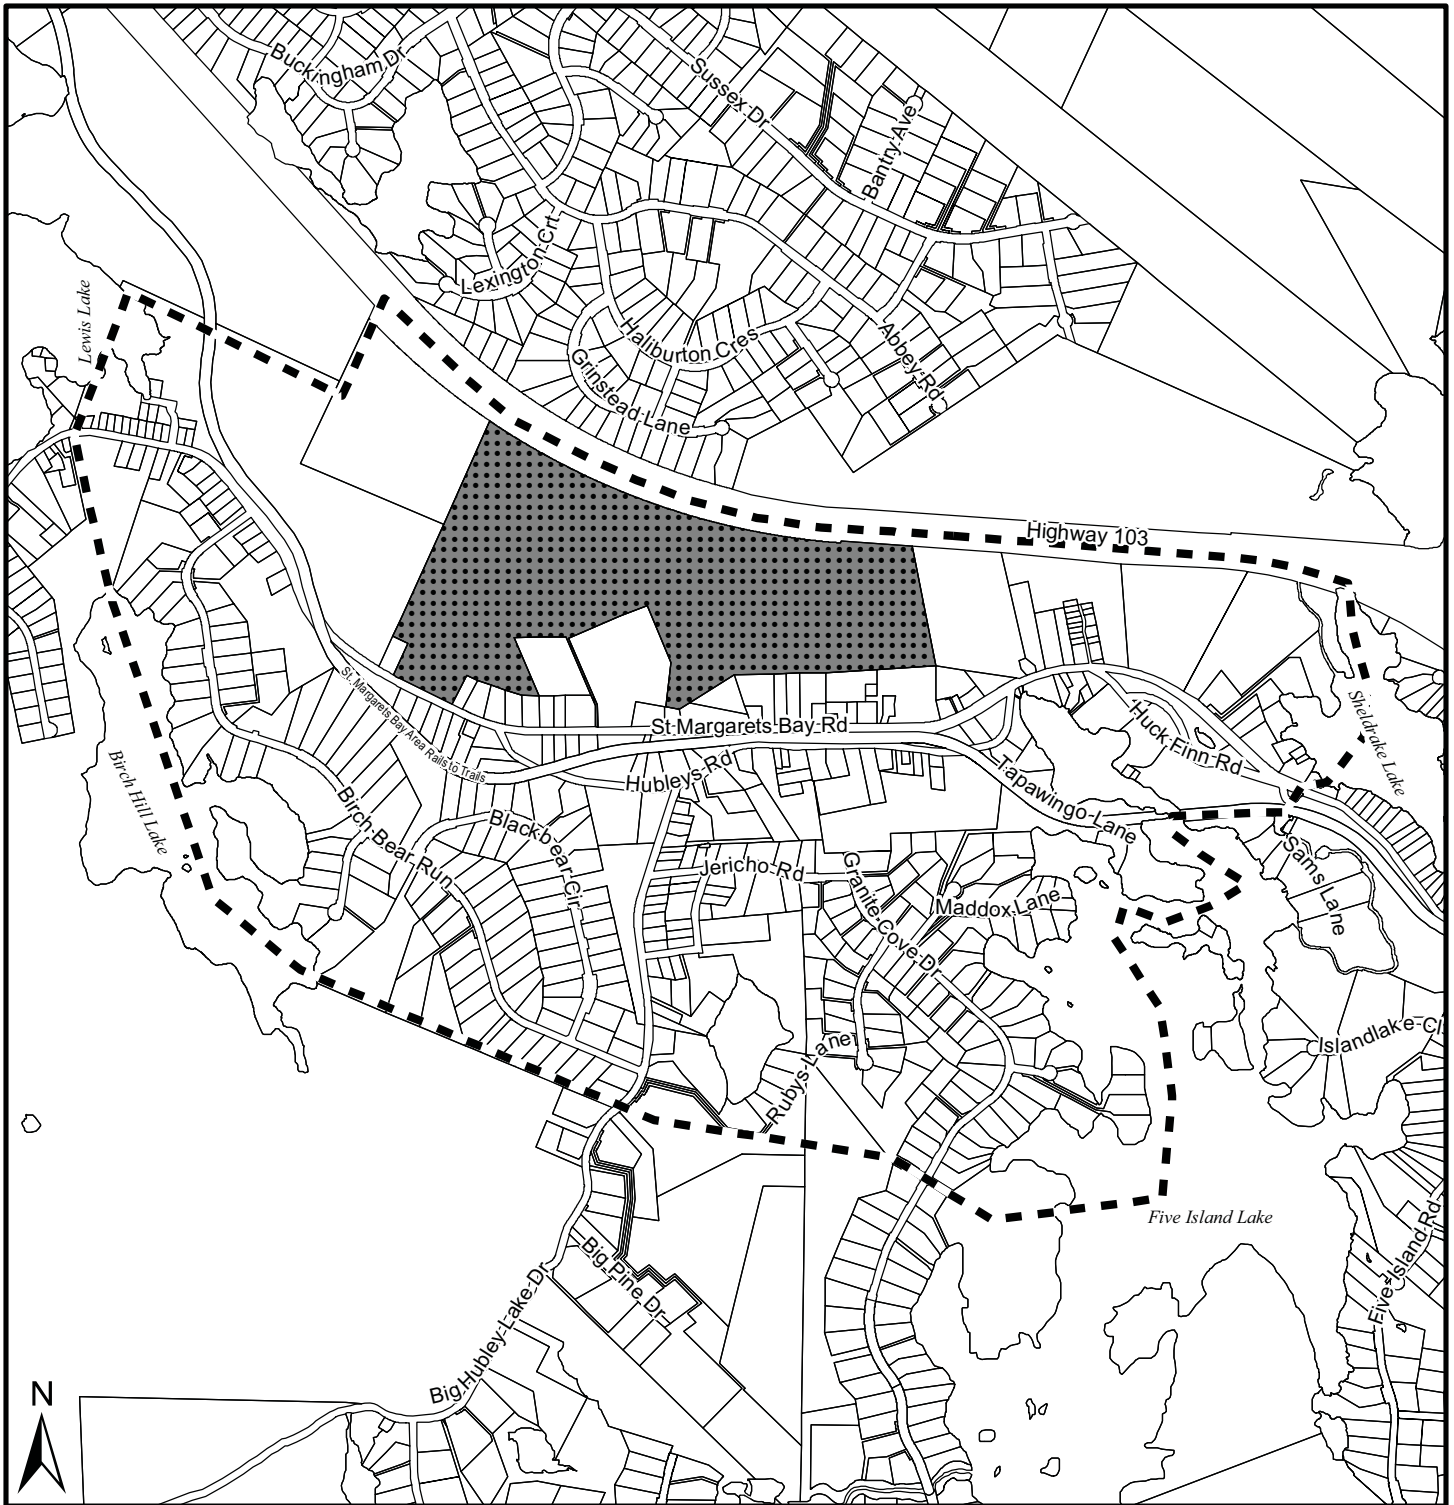 Buckingham Dr
Sussex Dr
Bantry Ave
Lexington Crt
Lewis Lake
Haliburton Cres
Abbey Rd
Grinstead Lane
Highway 103
St. Margarets Bay Area Rails to Trails
St Margarets Bay Rd
Huck Finn Rd
Sheldrake Lake
Birch Hill Lake
Hubleys Rd
Tapawingo Lane
Birch Bear Run
Blackbear Cir
Jericho Rd
Granite Cove Dr
Maddox Lane
Sams Lane
Islandlake Ci
Rubys Lane
Five Island Lake
Five Island Rd
Big Pine Dr
Big Hubley Lake Dr
N